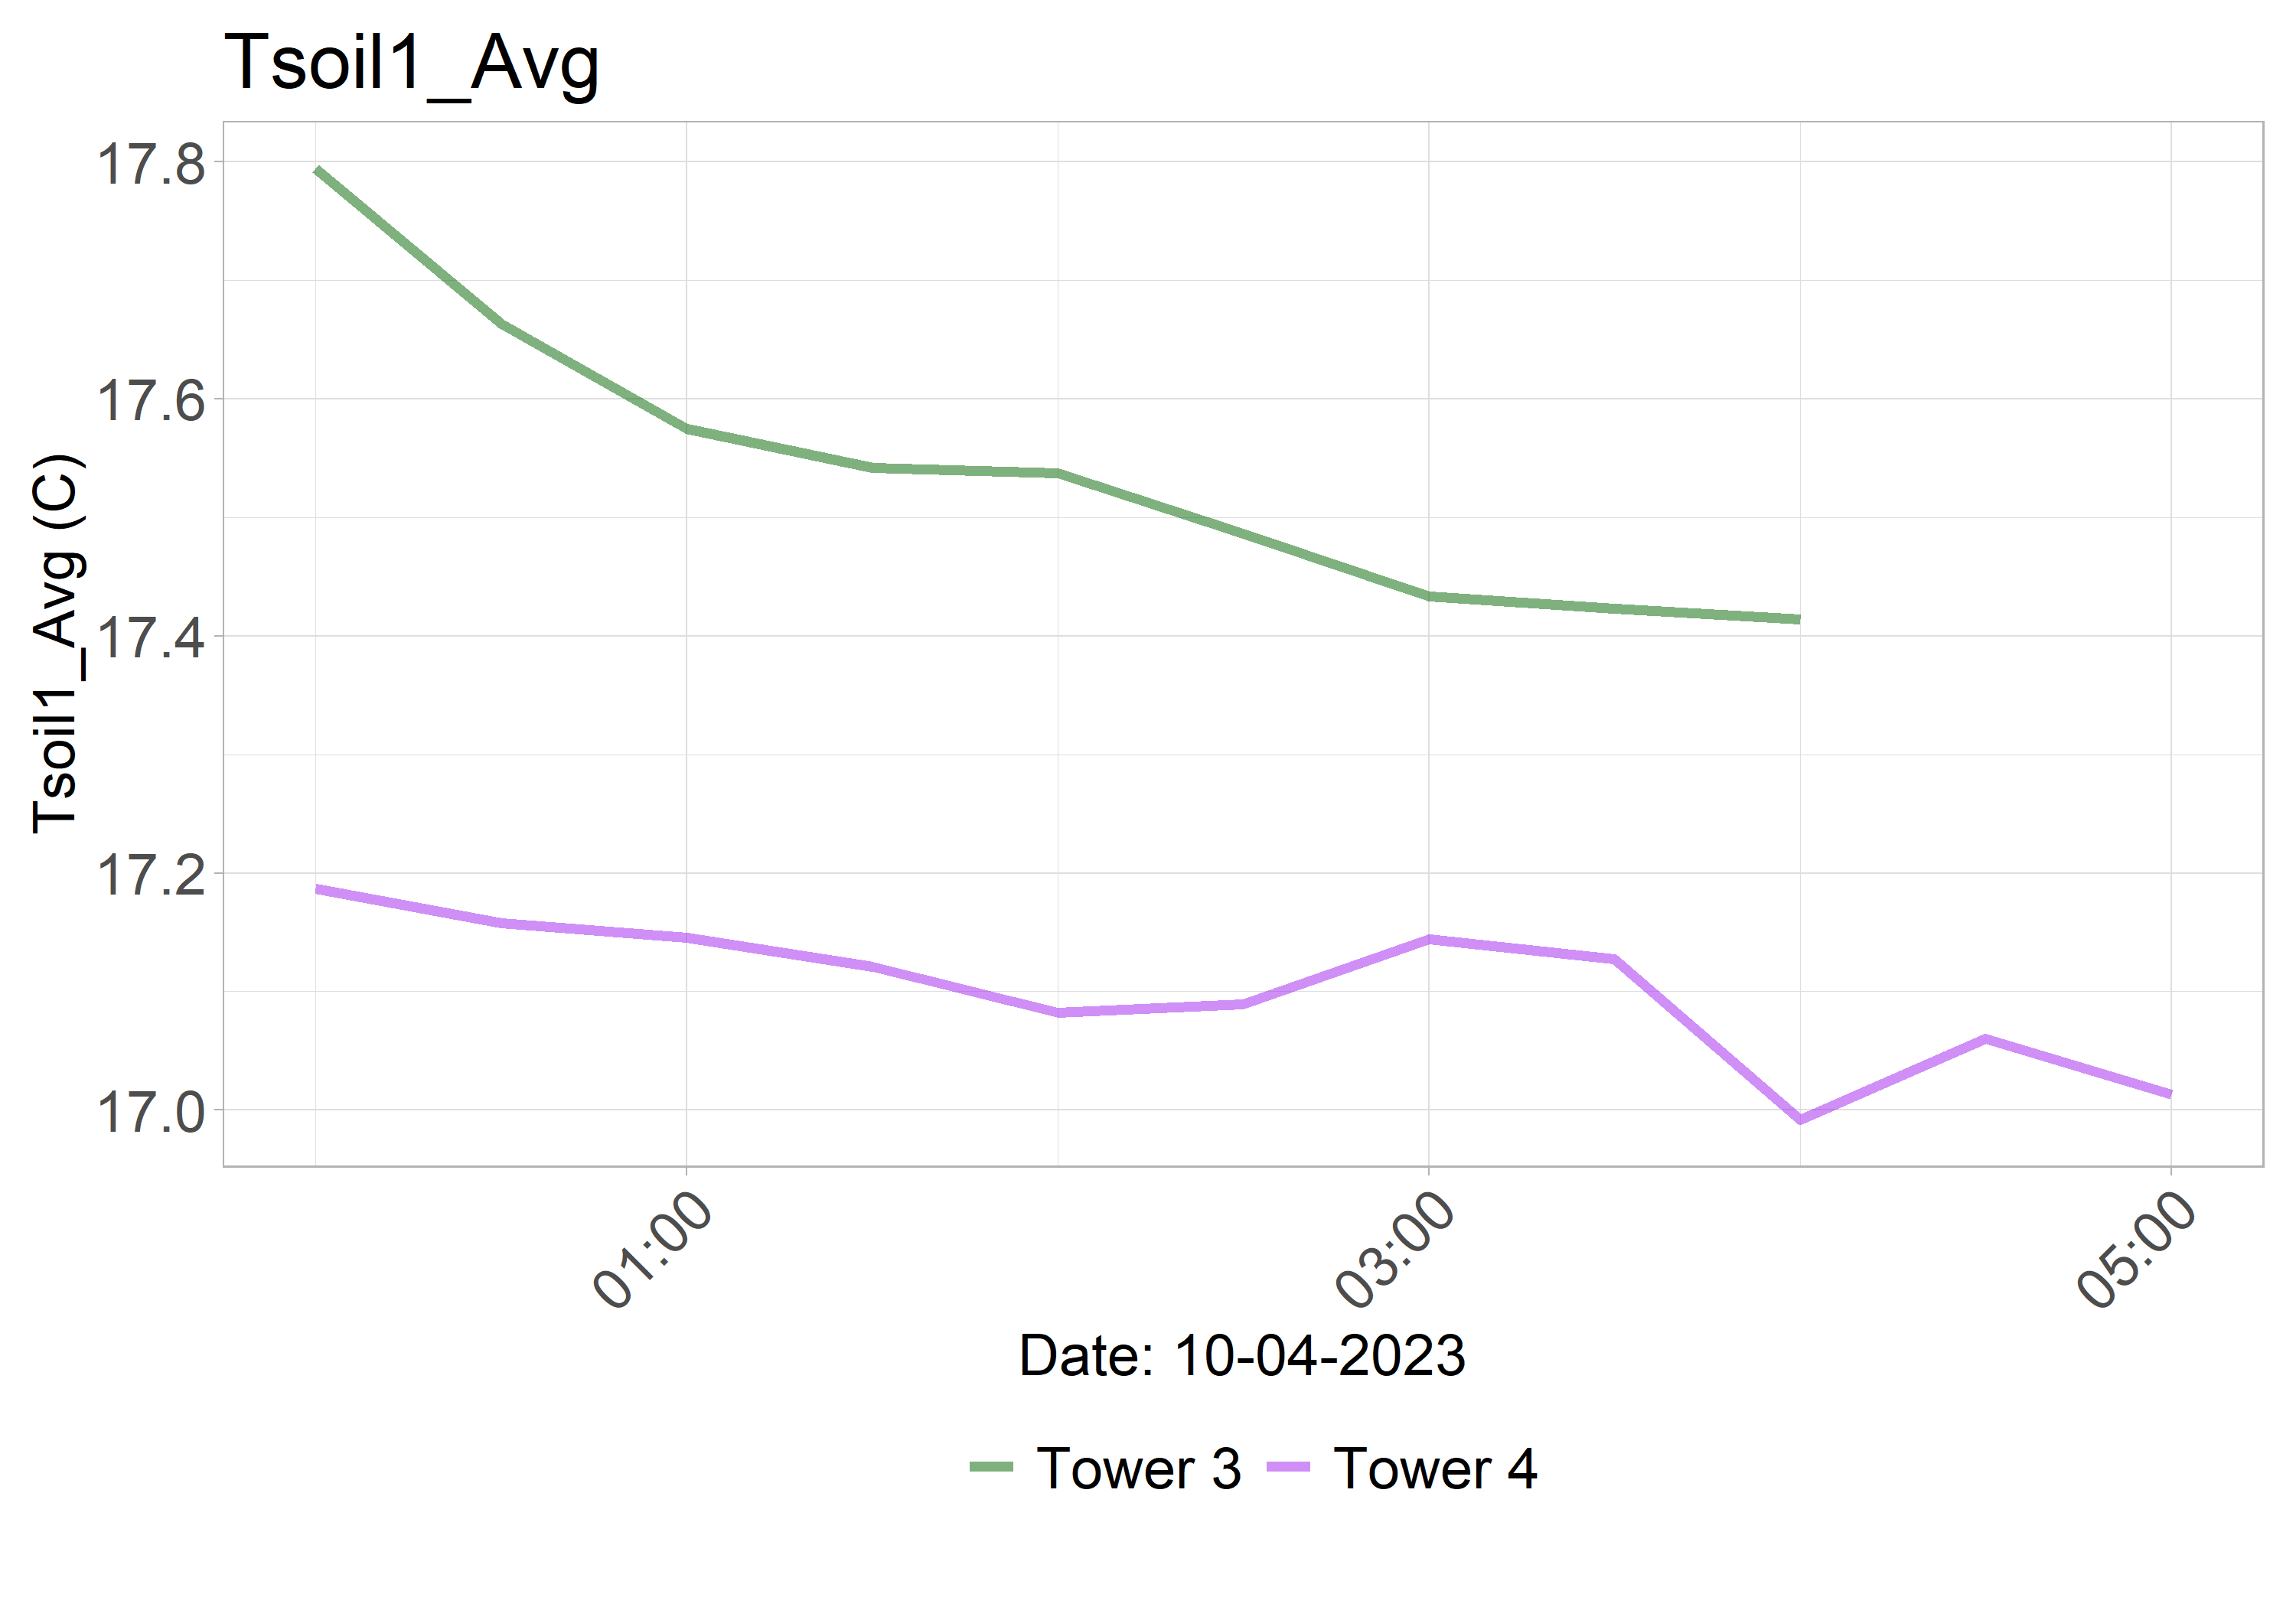 Tsoil1_Avg
Tsoil1_Avg (C)
17.8
17.6
17.4
17.2
17.0
01:00 03:00 05:00
Date: 10-04-2023
Tower 3 Tower 4